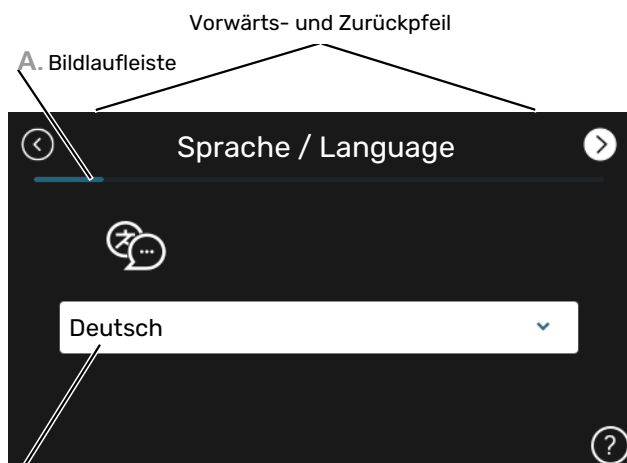 Vorwärts- und Zurückpfeil
A. Bildlaufleiste
Sprache / Language
Deutsch
?